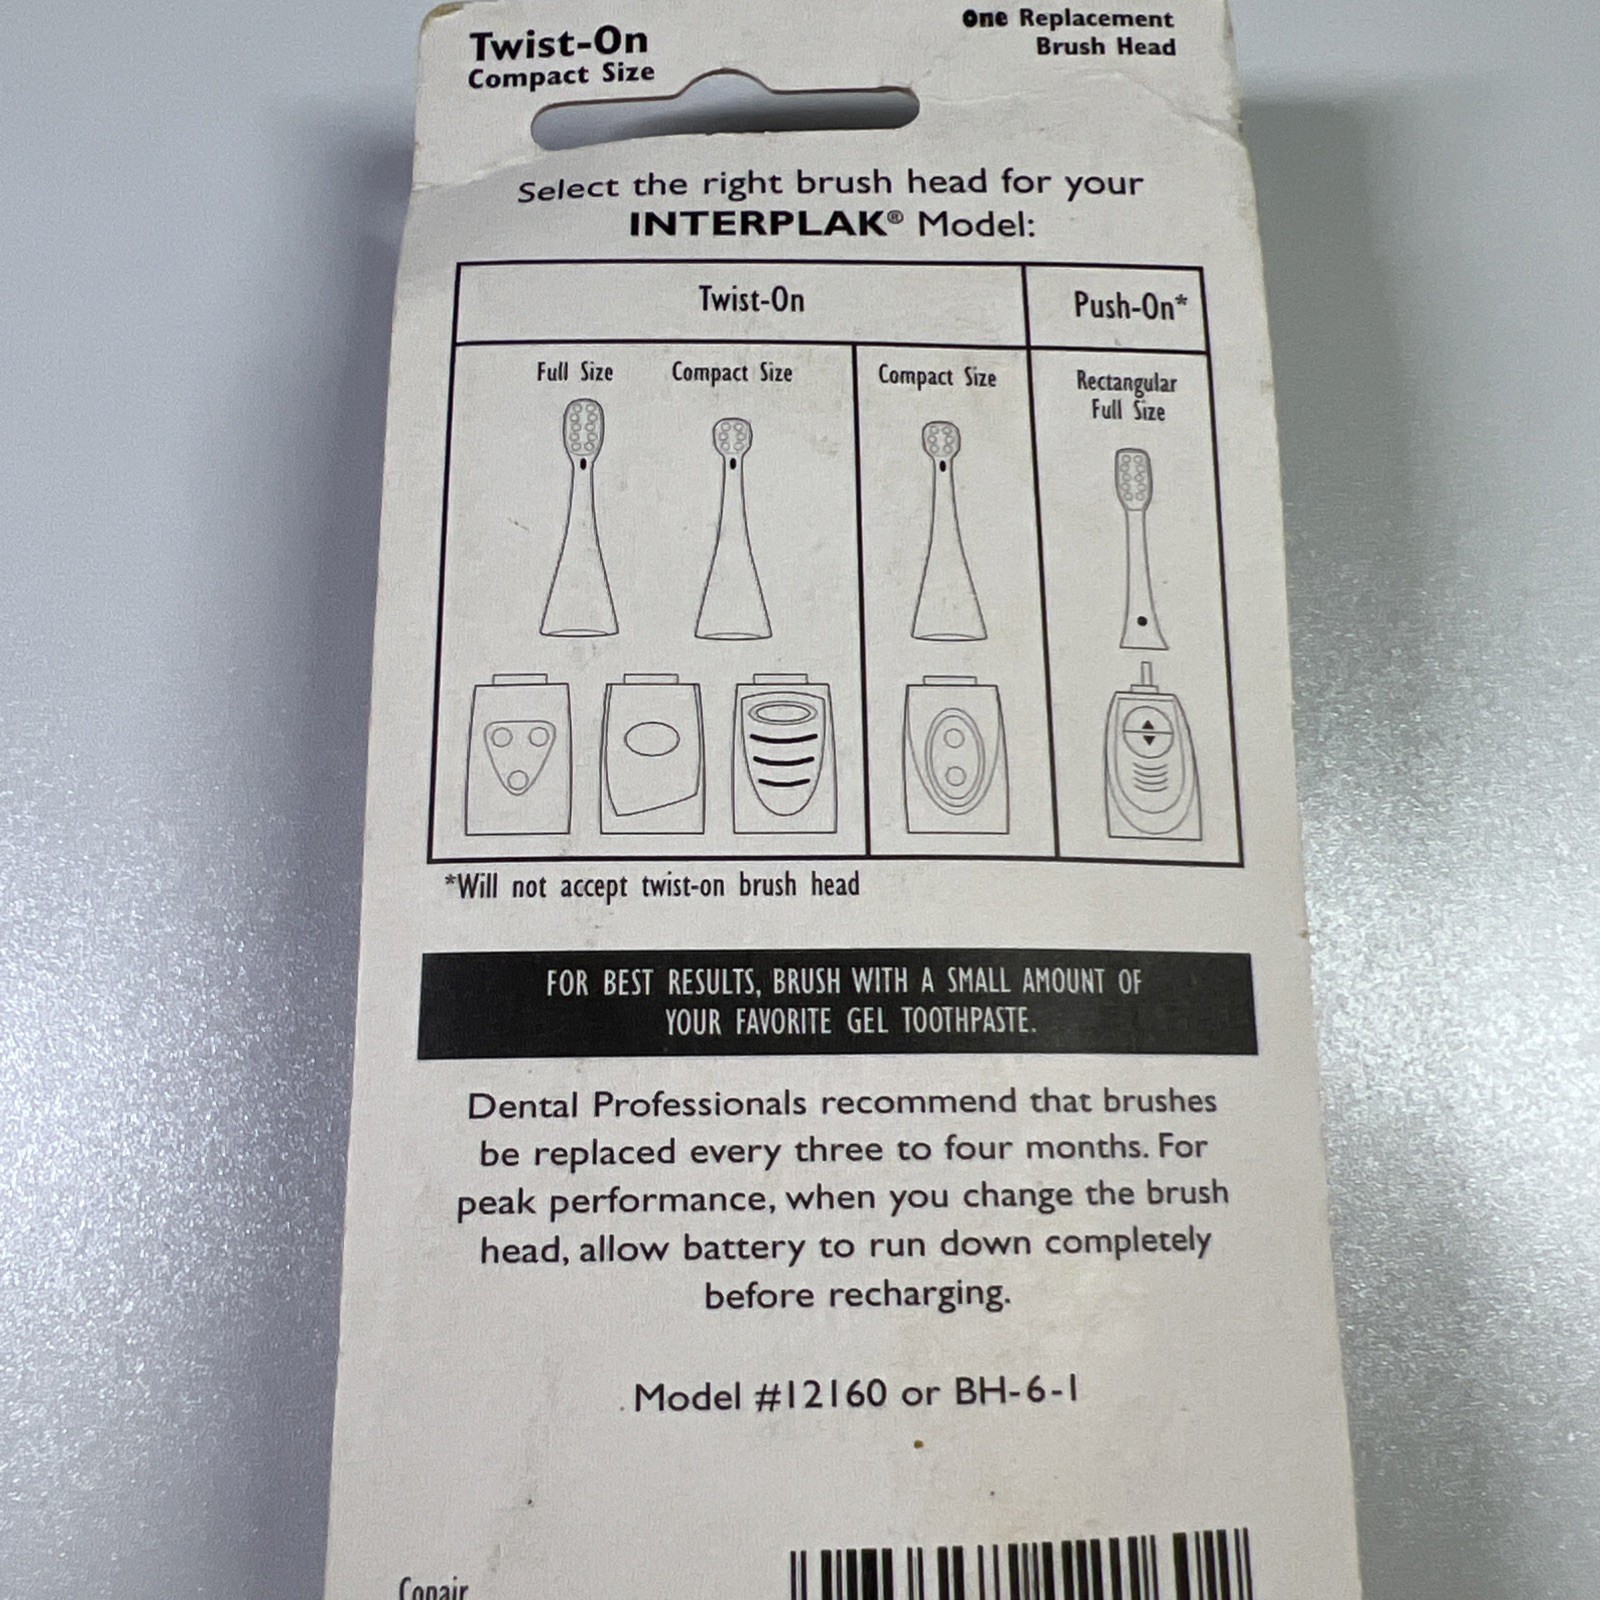 Twist-On
Compact Size
One Replacement
Brush Head
Select the right brush head for your
INTERPLAK® Model:
Twist-On
Push-On*
Full Size
Compact Size
Compact Size
Rectangular
Full Size
*Will not accept twist-on brush head
FOR BEST RESULTS, BRUSH WITH A SMALL AMOUNT OF
YOUR FAVORITE GEL TOOTHPASTE.
Dental Professionals recommend that brushes
be replaced every three to four months. For
peak performance, when you change the brush
head, allow battery to run down completely
before recharging.
Model #12160 or BH-6-1
Conair